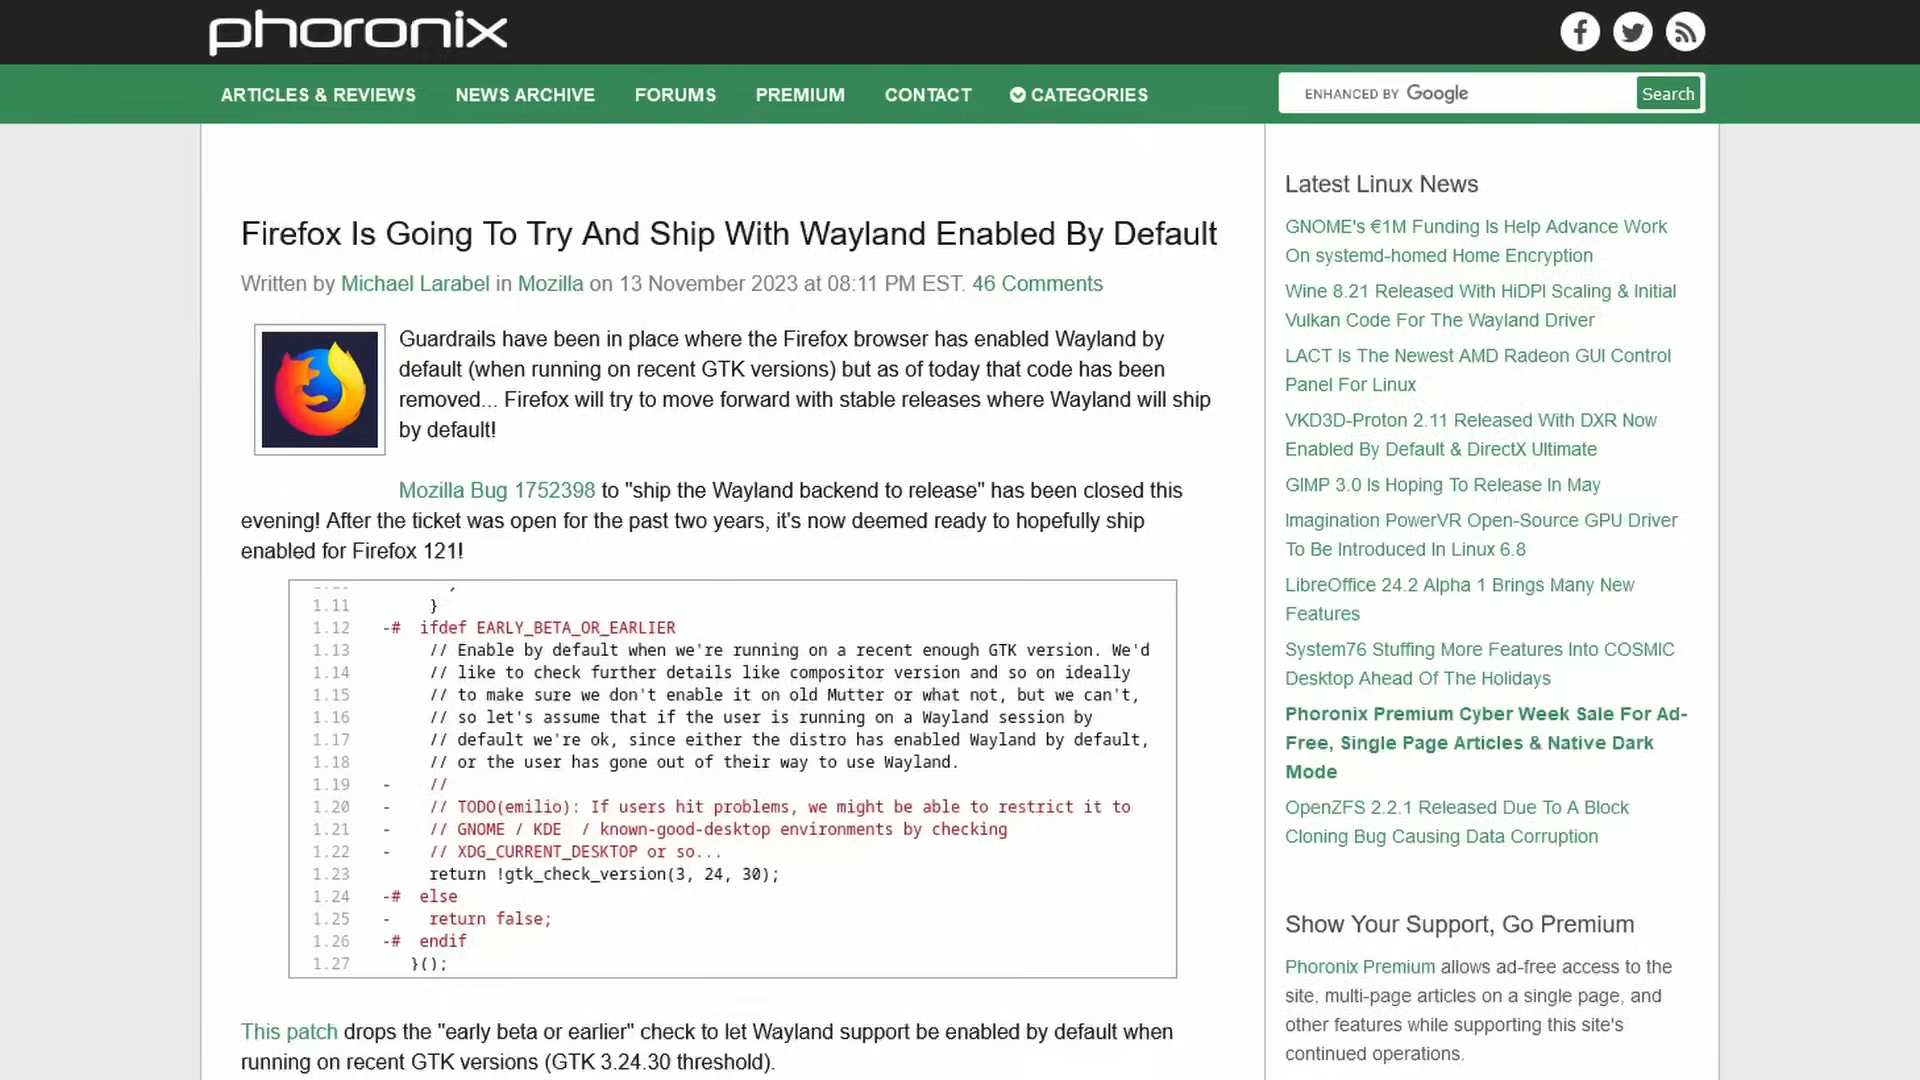 phoronix
ARTICLES & REVIEWS
NEWS ARCHIVE
FORUMS
PREMIUM
CONTACT
CATEGORIES
ENHANCED BY Google
Search
Firefox Is Going To Try And Ship With Wayland Enabled By Default
Written by Michael Larabel in Mozilla on 13 November 2023 at 08:11 PM EST. 46 Comments
Guardrails have been in place where the Firefox browser has enabled Wayland by
default (when running on recent GTK versions) but as of today that code has been
removed... Firefox will try to move forward with stable releases where Wayland will ship
by default!
Mozilla Bug 1752398 to "ship the Wayland backend to release" has been closed this
evening! After the ticket was open for the past two years, it's now deemed ready to hopefully ship
enabled for Firefox 121!
1.11 }
1.12 -# ifdef EARLY_BETA_OR_EARLIER
1.13 // Enable by default when we're running on a recent enough GTK version. We'd
1.14 // like to check further details like compositor version and so on ideally
1.15 // to make sure we don't enable it on old Mutter or what not, but we can't,
1.16 // so let's assume that if the user is running on a Wayland session by
1.17 // default we're ok, since either the distro has enabled Wayland by default,
1.18 // or the user has gone out of their way to use Wayland.
1.19 - //
1.20 - // TODO(emilio): If users hit problems, we might be able to restrict it to
1.21 - // GNOME / KDE / known-good-desktop environments by checking
1.22 - // XDG_CURRENT_DESKTOP or so...
1.23 return !gtk_check_version(3, 24, 30);
1.24 -# else
1.25 - return false;
1.26 -# endif
1.27 }();
This patch drops the "early beta or earlier" check to let Wayland support be enabled by default when
running on recent GTK versions (GTK 3.24.30 threshold).
Latest Linux News
GNOME's €1M Funding Is Help Advance Work
On systemd-homed Home Encryption
Wine 8.21 Released With HiDPI Scaling & Initial
Vulkan Code For The Wayland Driver
LACT Is The Newest AMD Radeon GUI Control
Panel For Linux
VKD3D-Proton 2.11 Released With DXR Now
Enabled By Default & DirectX Ultimate
GIMP 3.0 Is Hoping To Release In May
Imagination PowerVR Open-Source GPU Driver
To Be Introduced In Linux 6.8
LibreOffice 24.2 Alpha 1 Brings Many New
Features
System76 Stuffing More Features Into COSMIC
Desktop Ahead Of The Holidays
Phoronix Premium Cyber Week Sale For Ad-
Free, Single Page Articles & Native Dark
Mode
OpenZFS 2.2.1 Released Due To A Block
Cloning Bug Causing Data Corruption
Show Your Support, Go Premium
Phoronix Premium allows ad-free access to the
site, multi-page articles on a single page, and
other features while supporting this site's
continued operations.